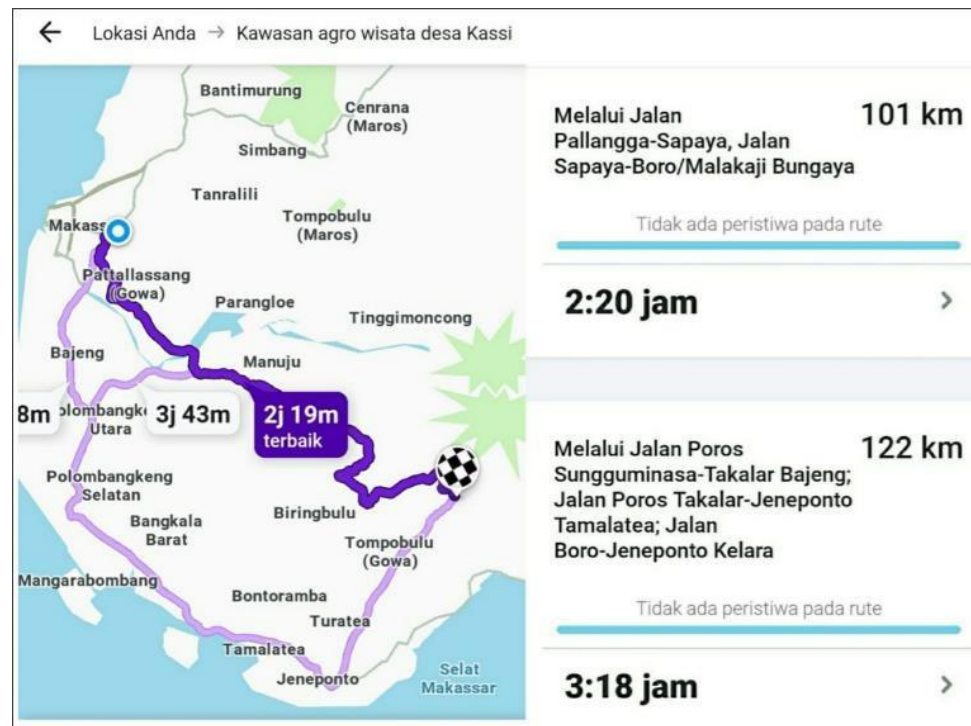 Lokasi Anda → Kawasan agro wisata desa Kassi
Bantimurung
Cenrana
(Maros)
Simbang
Tanralili
Tompobulu
(Maros)
Makass
Pattallassang
(Gowa)
Parangloe
Tinggimoncong
Bajeng
Manuju
8m
olombangke
Utara
3j 43m
2j 19m
terbaik
Polombangkeng
Selatan
Biringbulu
Bangkala
Barat
Tompobulu
(Gowa)
Mangarabombang
Bontoramba
Turatea
Tamalatea
Jeneponto
Selat
Makassar
Melalui Jalan
Pallangga-Sapaya, Jalan
Sapaya-Boro/Malakaji Bungaya
101 km
Tidak ada peristiwa pada rute
2:20 jam
Melalui Jalan Poros
Sungguminasa-Takalar Bajeng;
Jalan Poros Takalar-Jeneponto
Tamalatea; Jalan
Boro-Jeneponto Kelara
122 km
Tidak ada peristiwa pada rute
3:18 jam